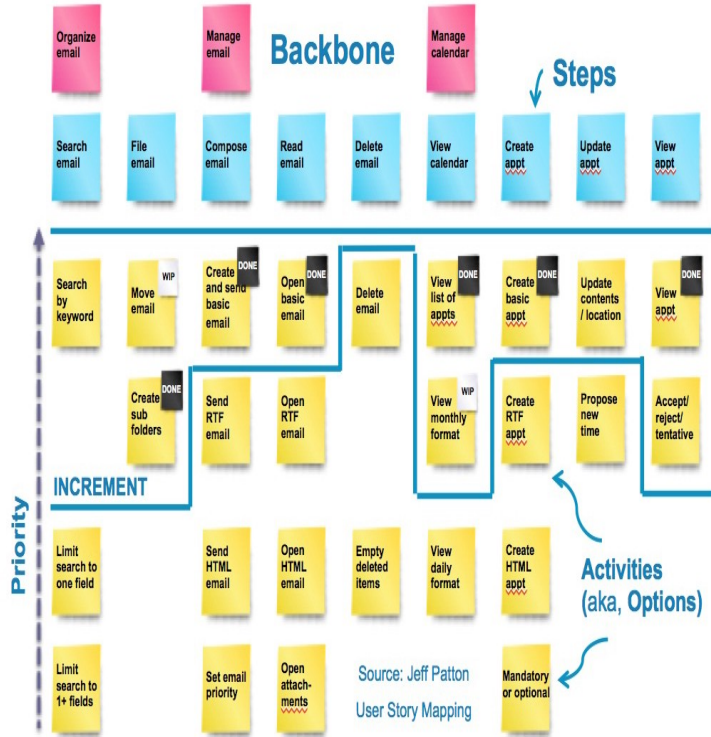 Organize
email
Manage
email
Backbone
Manage
calendar
Steps
Search
email
File
email
Compose
email
Read
email
Delete
email
View
calendar
Create
appt
Update
appt
View
appt
Search
by
keyword
Move
email
WIP
Create
and send
basic
email
DONE
Open
basic
email
DONE
Delete
email
View
list of
appts
DONE
Create
basic
appt
DONE
Update
contents
/ location
View
appt
DONE
Create
sub
folders
DONE
Send
RTF
email
Open
RTF
email
View
monthly
format
WIP
Create
RTF
appt
Propose
new
time
Accept/
reject/
tentative
INCREMENT
Priority
Limit
search to
one field
Send
HTML
email
Open
HTML
email
Empty
deleted
items
View
daily
format
Create
HTML
appt
Activities
(aka, Options)
Limit
search to
1+ fields
Set email
priority
Open
attach-
ments
Source: Jeff Patton
User Story Mapping
Mandatory
or optional